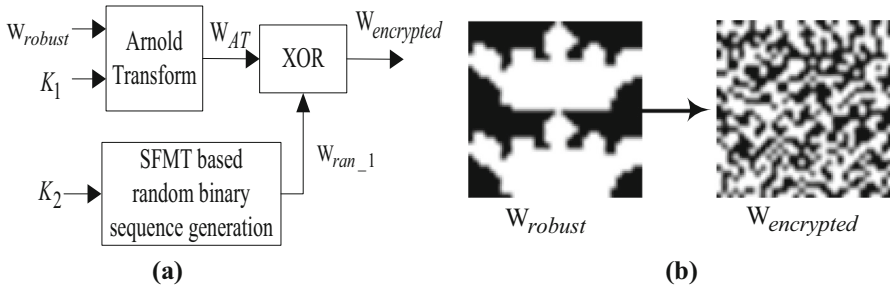 W_robust
K_1
Arnold
Transform
W_AT
XOR
W_encrypted
K_2
SFMT based
random binary
sequence generation
W_ran_1
(a)
W_robust
W_encrypted
(b)